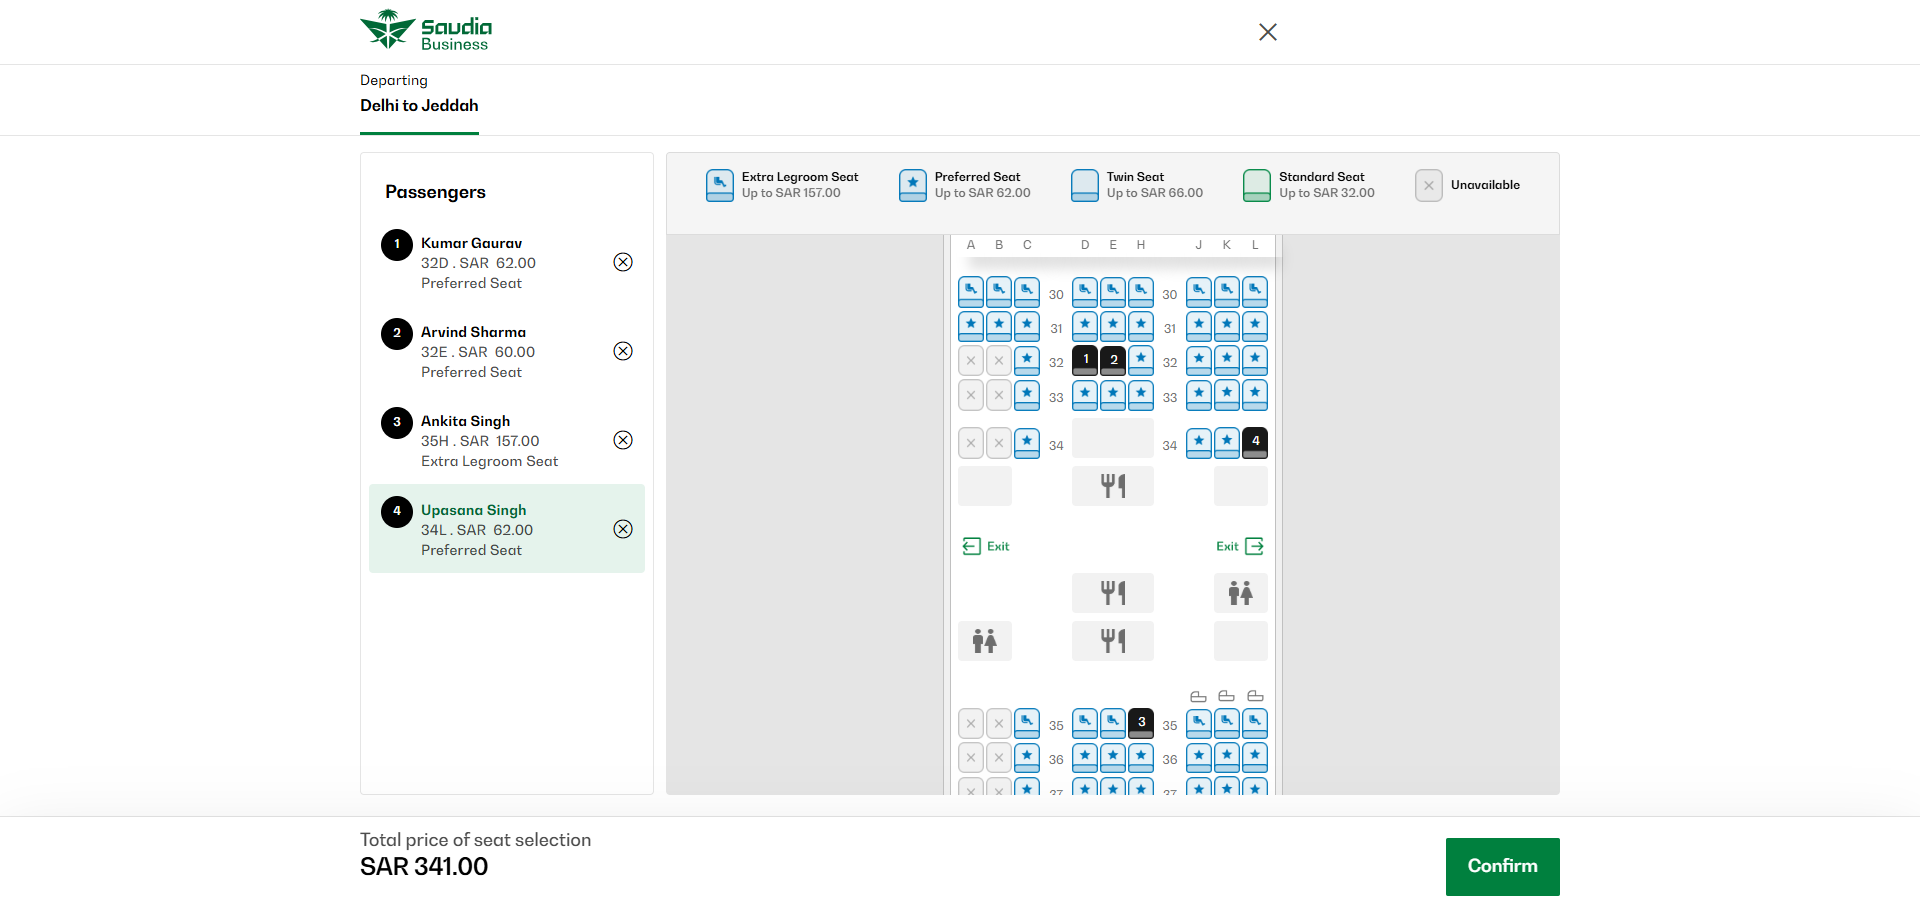 Saudia
Business
Departing
Delhi to Jeddah
Passengers
1 Kumar Gaurav
32D . SAR 62.00
Preferred Seat
2 Arvind Sharma
32E . SAR 60.00
Preferred Seat
3 Ankita Singh
35H . SAR 157.00
Extra Legroom Seat
4 Upasana Singh
34L . SAR 62.00
Preferred Seat
Extra Legroom Seat
Up to SAR 157.00
Preferred Seat
Up to SAR 62.00
Twin Seat
Up to SAR 66.00
Standard Seat
Up to SAR 32.00
Unavailable
A B C D E H J K L
30 30
31 31
32 1 2 32
33 33
34 34 4
Exit Exit
35 3 35
36 36
37 37
Total price of seat selection
SAR 341.00
Confirm